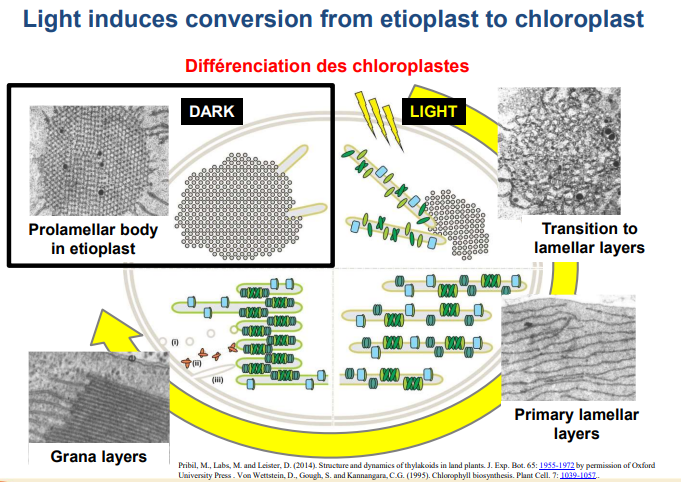 Light induces conversion from etioplast to chloroplast
Différenciation des chloroplastes
DARK
LIGHT
Prolamellar body
in etioplast
Transition to
lamellar layers
(i)
(ii)
(iii)
Grana layers
Primary lamellar
layers
Pribil, M., Labs, M. and Leister, D. (2014). Structure and dynamics of thylakoids in land plants. J. Exp. Bot. 65: 1955-1972 by permission of Oxford
University Press . Von Wettstein, D., Gough, S. and Kannangara, C.G. (1995). Chlorophyll biosynthesis. Plant Cell. 7: 1039-1057..